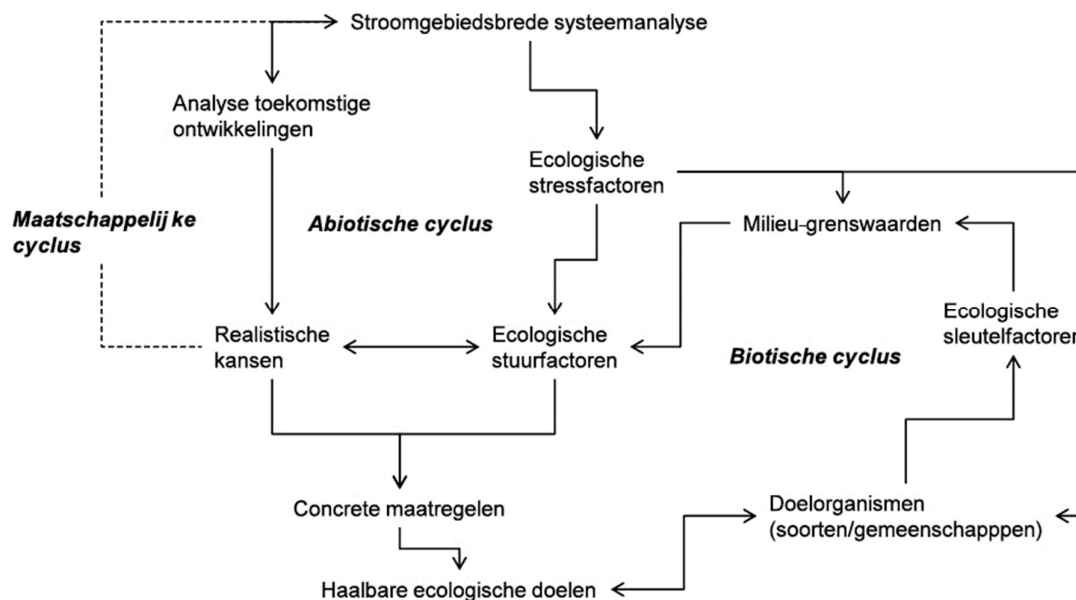 Stroomgebiedsbrede systeemanalyse
Analyse toekomstige
ontwikkelingen
Ecologische
stressfactoren
Maatschappelij ke
cyclus
Abiotische cyclus
Milieu-grenswaarden
Realistische
kansen
Ecologische
stuurfactoren
Ecologische
sleutelfactoren
Biotische cyclus
Concrete maatregelen
Doelorganismen
(soorten/gemeenschapppen)
Haalbare ecologische doelen